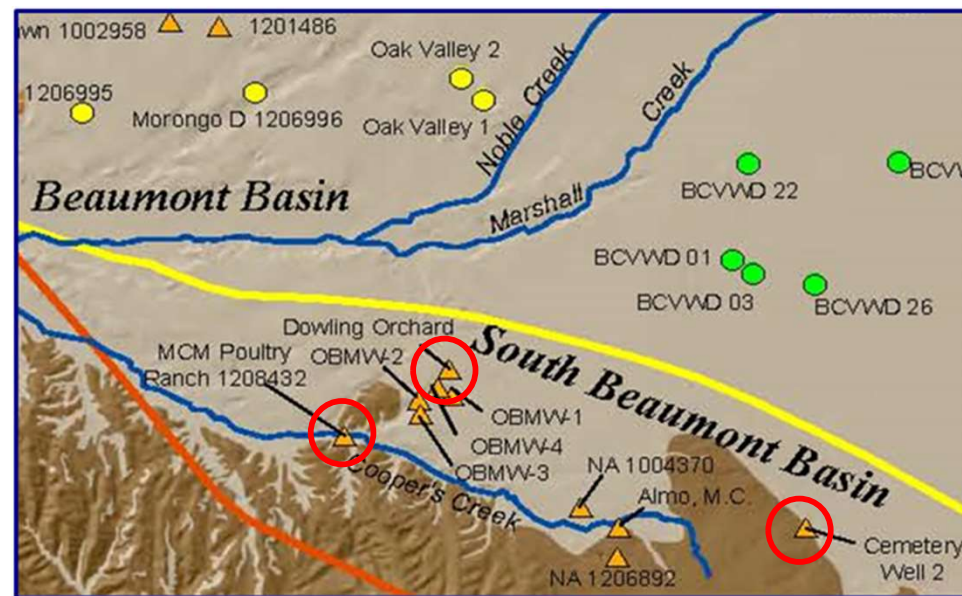 wn 1002958
1201486
Oak Valley 2
1206995
Morongo D 1206996
Oak Valley 1
Noble Creek
Creek
Marshall
BCVWD 22
BCVW
Beaumont Basin
BCVWD 01
BCVWD 03
BCVWD 26
Dowling Orchard
MCM Poultry
Ranch 1208432
OBMW-2
South Beaumont Basin
OBMW-1
OBMW-4
OBMW-3
Cooper's Creek
NA 1004370
Almo, M.C.
NA 1206892
Cemetery
Well 2